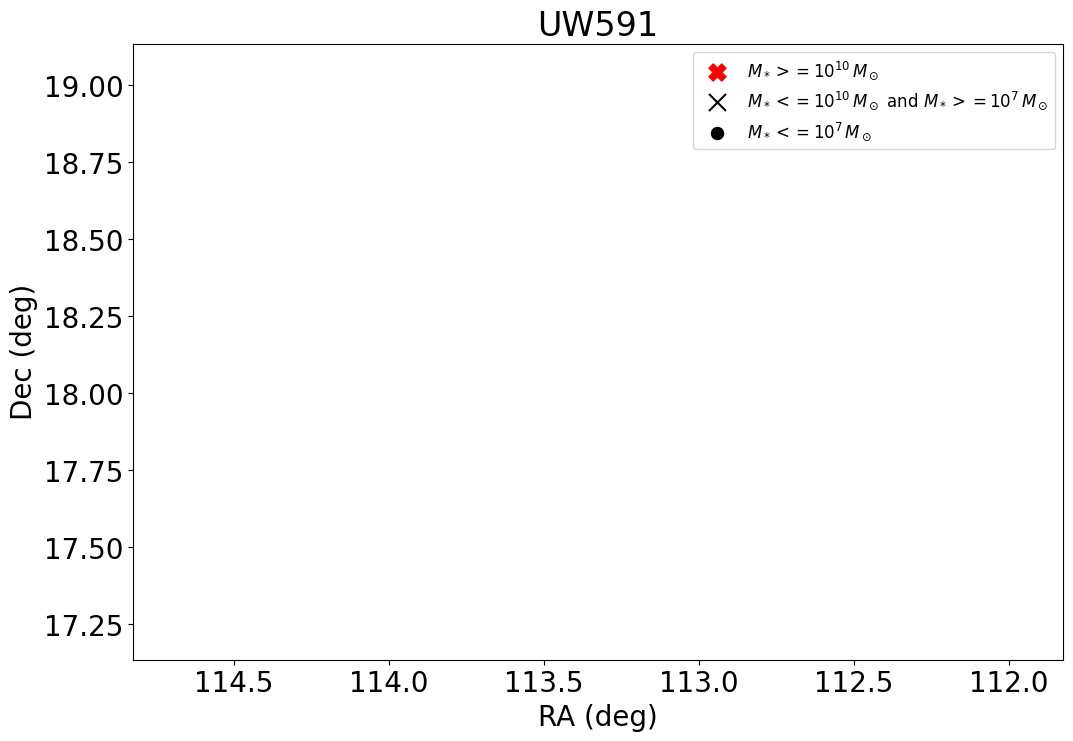 UW591
M* >= 10^10 M⊙
M* <= 10^10 M⊙ and M* >= 10^7 M⊙
M* <= 10^7 M⊙
Dec (deg)
19.00
18.75
18.50
18.25
18.00
17.75
17.50
17.25
114.5 114.0 113.5 113.0 112.5 112.0
RA (deg)